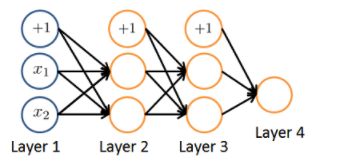 +1 +1 +1
x₁
x₂
Layer 1 Layer 2 Layer 3 Layer 4